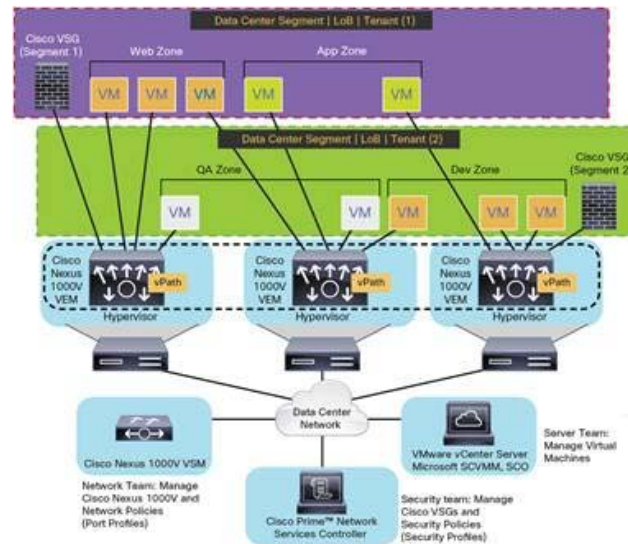 Data Center Segment | LoB | Tenant (1)
Cisco VSG
(Segment 1)
Web Zone
App Zone
VM
VM
VM
VM
VM
Data Center Segment | LoB | Tenant (2)
QA Zone
Dev Zone
Cisco VSG
(Segment 2
VM
VM
VM
VM
VM
Cisco
Nexus
1000V
VEM
vPath
Hypervisor
Cisco
Nexus
1000V
VEM
vPath
Hypervisor
Cisco
Nexus
1000V
VEM
vPath
Hypervisor
Data Center
Network
Cisco Nexus 1000V VSM
Network Team: Manage
Cisco Nexus 1000V and
Network Policies
(Port Profiles)
Cisco Prime™ Network
Services Controller
Security team: Manage
Cisco VSGs and
Security Policies
(Security Profiles)
VMware vCenter Server
Microsoft SCVMM, SCO
Server Team:
Manage Virtual
Machines